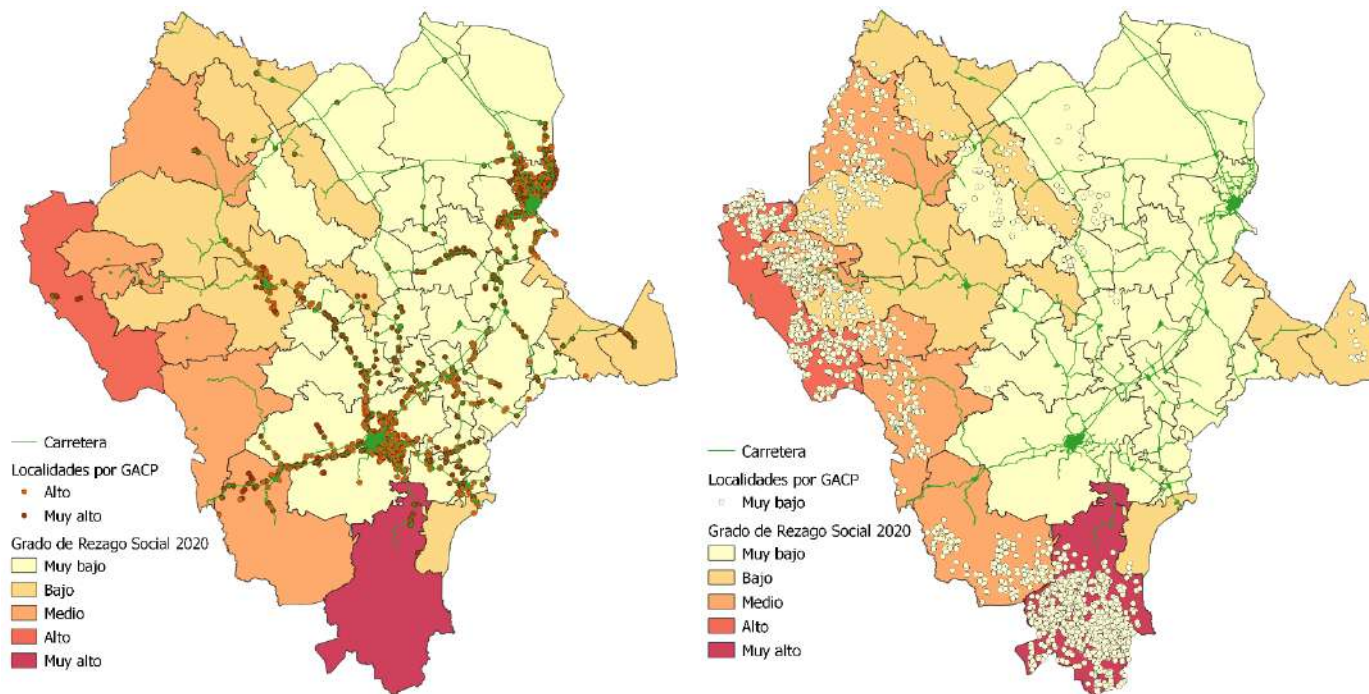 Carretera
Localidades por GACP
Alto
Muy alto
Grado de Rezago Social 2020
Muy bajo
Bajo
Medio
Alto
Muy alto
Carretera
Localidades por GACP
Muy bajo
Grado de Rezago Social 2020
Muy bajo
Bajo
Medio
Alto
Muy alto